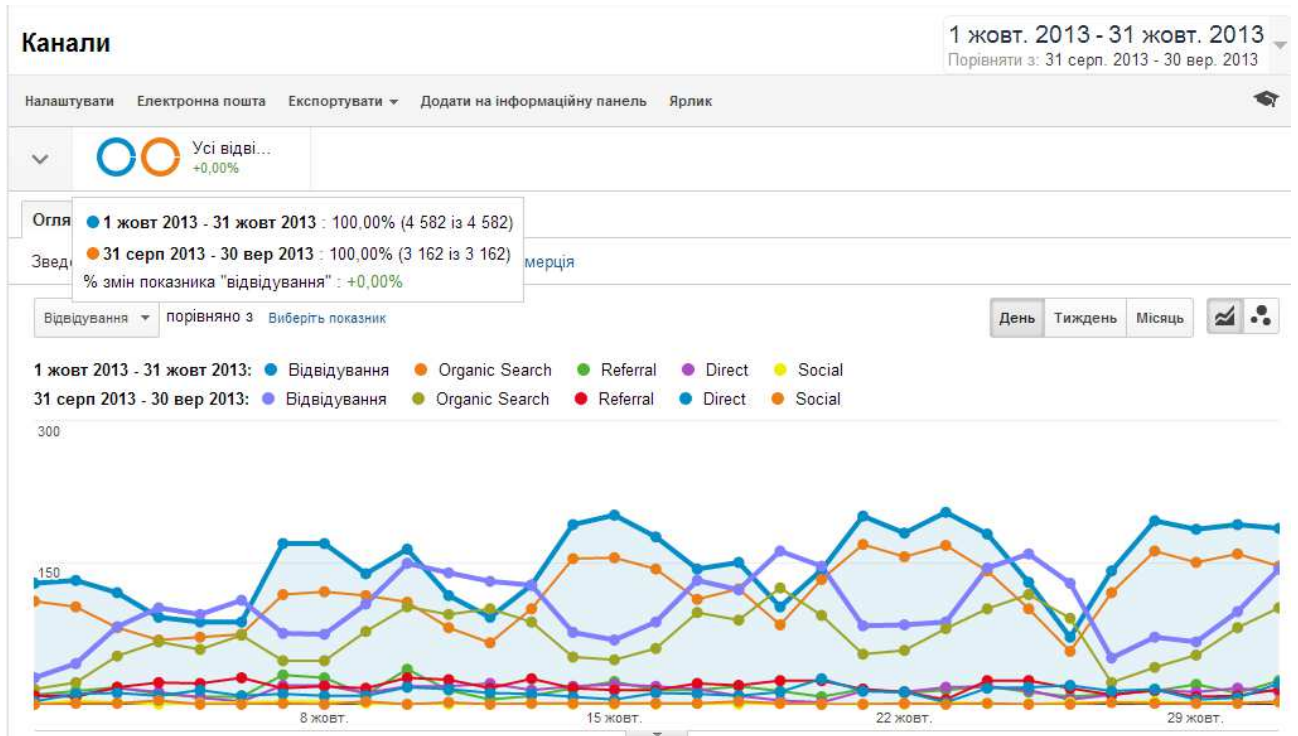 Канали
1 жовт. 2013 - 31 жовт. 2013
Порівняти з: 31 серп. 2013 - 30 вер. 2013
Налаштувати Електронна пошта Експортувати Додати на інформаційну панель Ярлик
Усі відві...
+0,00%
Огля
1 жовт 2013 - 31 жовт 2013 : 100,00% (4 582 із 4 582)
31 серп 2013 - 30 вер 2013 : 100,00% (3 162 із 3 162)
Звед мерція
% змін показника "відвідування" : +0,00%
Відвідування порівняно з Виберіть показник
День Тиждень Місяць
1 жовт 2013 - 31 жовт 2013: Відвідування Organic Search Referral Direct Social
31 серп 2013 - 30 вер 2013: Відвідування Organic Search Referral Direct Social
300
150
8 жовт. 15 жовт. 22 жовт. 29 жовт.